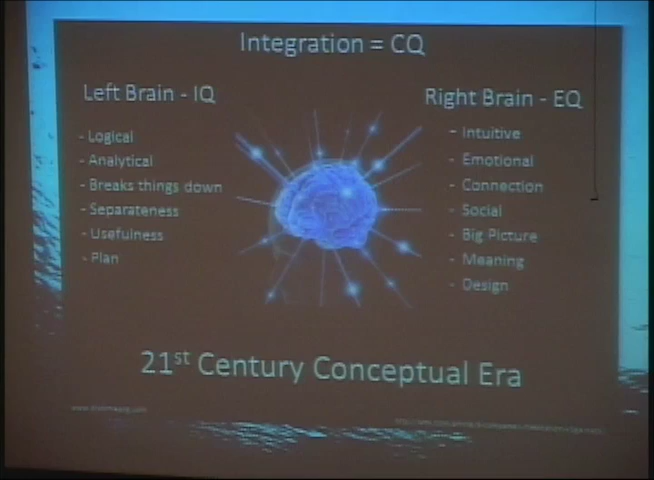 Integration = CQ
Left Brain - IQ
- Logical
- Analytical
- Breaks things down
- Separateness
- Usefulness
- Plan
Right Brain - EQ
- Intuitive
- Emotional
- Connection
- Social
- Big Picture
- Meaning
- Design
21st Century Conceptual Era